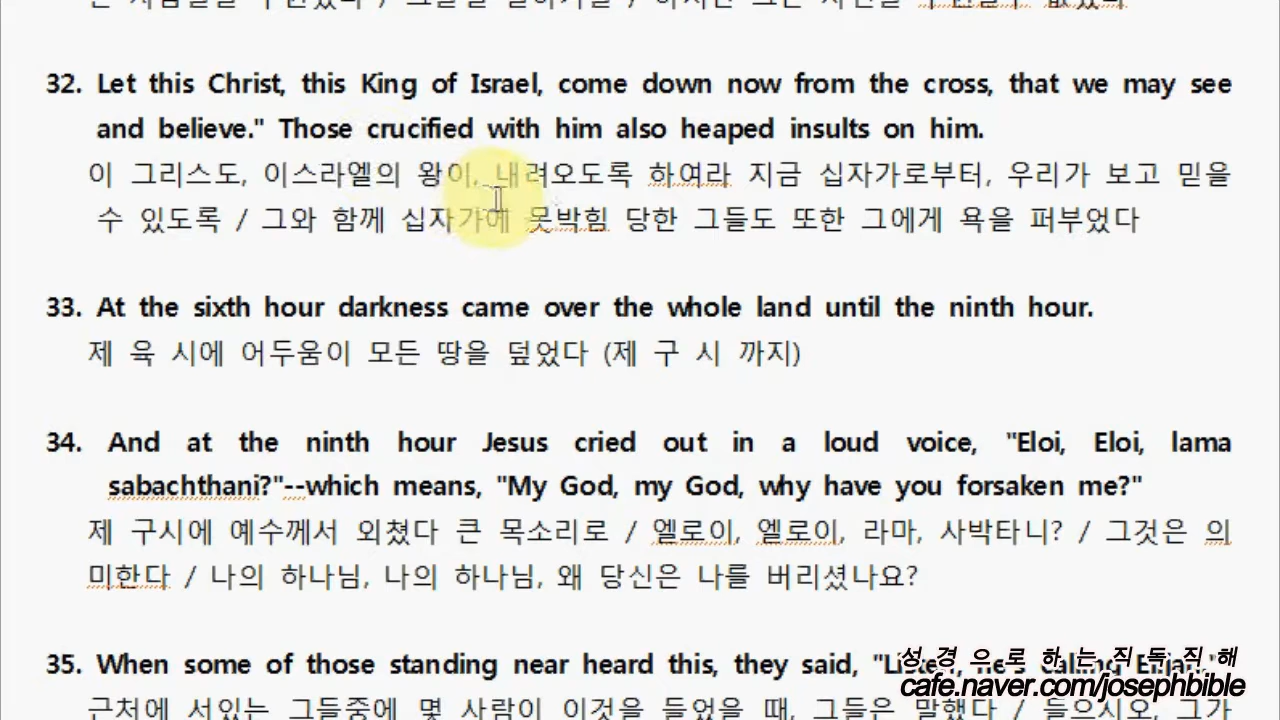 32. Let this Christ, this King of Israel, come down now from the cross, that we may see
and believe." Those crucified with him also heaped insults on him.
이 그리스도, 이스라엘의 왕이, 내려오도록 하여라 지금 십자가로부터, 우리가 보고 믿을
수 있도록 / 그와 함께 십자가에 못박힘 당한 그들도 또한 그에게 욕을 퍼부었다
33. At the sixth hour darkness came over the whole land until the ninth hour.
제 육 시에 어두움이 모든 땅을 덮었다 (제 구 시 까지)
34. And at the ninth hour Jesus cried out in a loud voice, "Eloi, Eloi, lama
sabachthani?"--which means, "My God, my God, why have you forsaken me?"
제 구시에 예수께서 외쳤다 큰 목소리로 / 엘로이, 엘로이, 라마, 사박타니? / 그것은 의
미한다 / 나의 하나님, 나의 하나님, 왜 당신은 나를 버리셨나요?
35. When some of those standing near heard this, they said, "Listen, he's calling Elijah."
성경으로하는직독직해
cafe.naver.com/josephbible
근처에 서있는 그들중에 몇 사람이 이것을 들었을 때, 그들은 말했다 / 들으시오, 그가